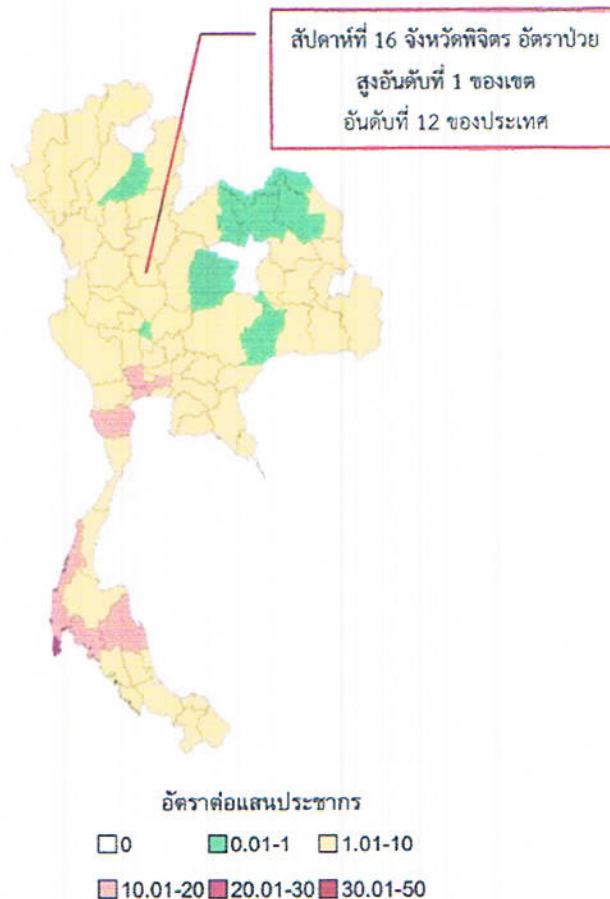 สัปดาห์ที่ 16 จังหวัดพิจิตร อัตราป่วย
สูงอันดับที่ 1 ของเขต
อันดับที่ 12 ของประเทศ
อัตราต่อแสนประชากร
0 0.01-1 1.01-10
10.01-20 20.01-30 30.01-50